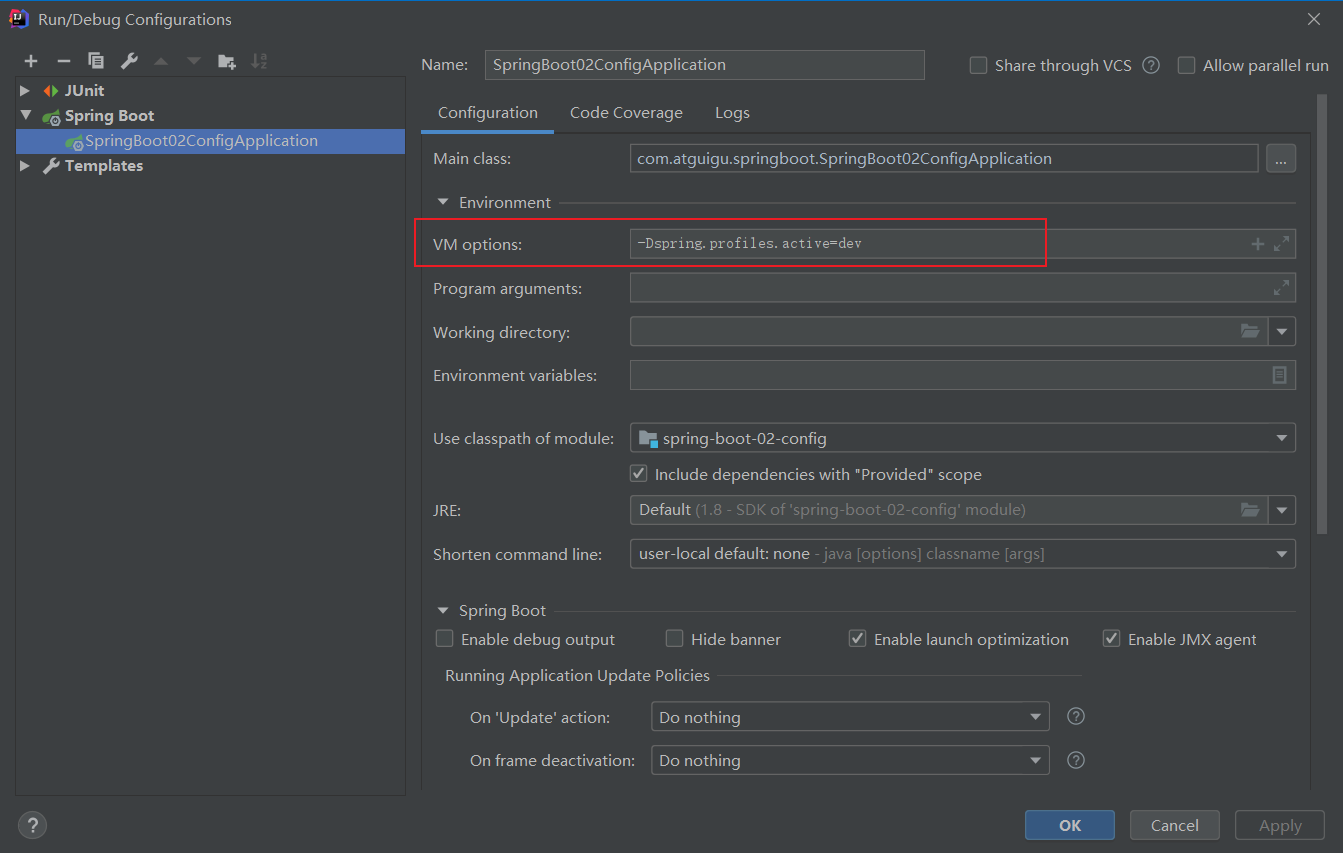 Run/Debug Configurations
Name: SpringBoot02ConfigApplication Share through VCS ? Allow parallel run
JUnit
Spring Boot
SpringBoot02ConfigApplication
Templates
Configuration Code Coverage Logs
Main class: com.atguigu.springboot.SpringBoot02ConfigApplication ...
Environment
VM options: -Dspring.profiles.active=dev
Program arguments:
Working directory:
Environment variables:
Use classpath of module: spring-boot-02-config
Include dependencies with "Provided" scope
JRE: Default (1.8 - SDK of 'spring-boot-02-config' module)
Shorten command line: user-local default: none - java [options] classname [args]
Spring Boot
Enable debug output Hide banner Enable launch optimization Enable JMX agent
Running Application Update Policies
On 'Update' action: Do nothing ?
On frame deactivation: Do nothing ?
? OK Cancel Apply